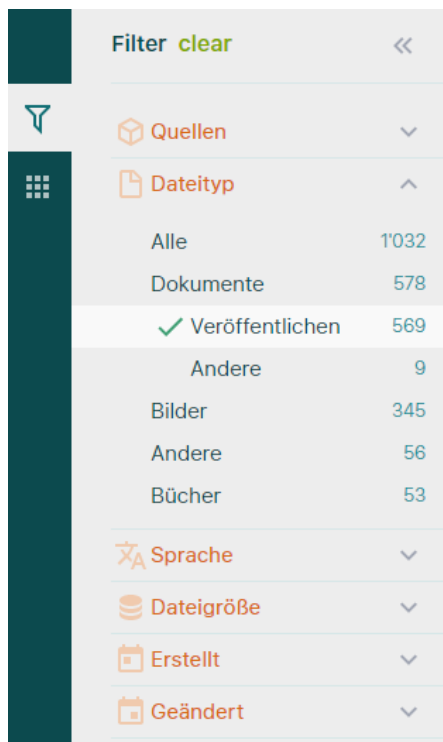 Filter clear
Quellen
Dateityp
Alle 1'032
Dokumente 578
Veröffentlichen 569
Andere 9
Bilder 345
Andere 56
Bücher 53
Sprache
Dateigröße
Erstellt
Geändert